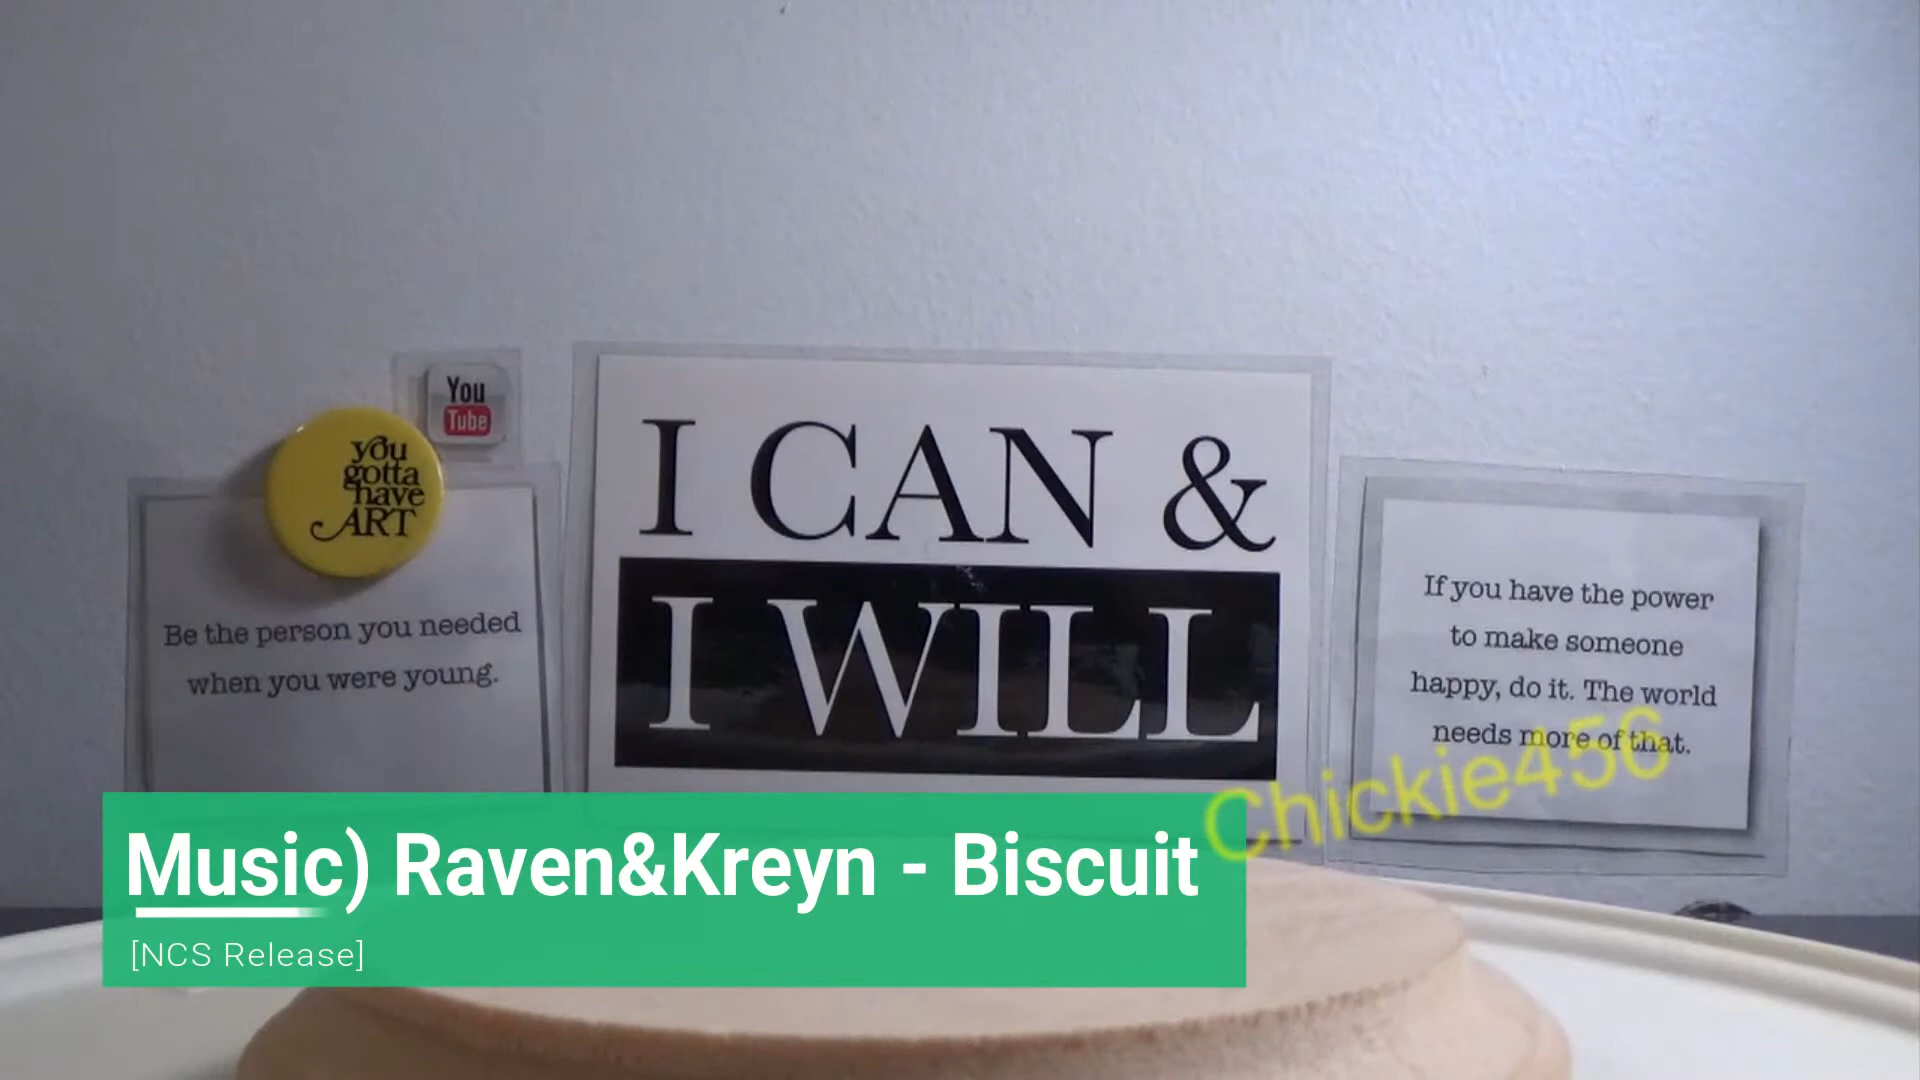 You
Tube
you
gotta
have
ART
Be the person you needed
when you were young.
I CAN &
I WILL
If you have the power
to make someone
happy, do it. The world
needs more of that.
Chickie456
Music) Raven&Kreyn - Biscuit
[NCS Release]